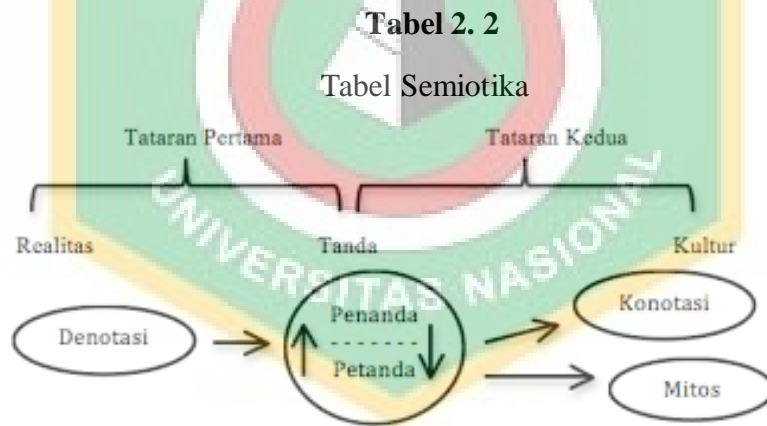 Tabel 2. 2
Tabel Semiotika
Tataran Pertama Tataran Kedua
Realitas Tanda Kultur
UNIVERSITAS NASIONAL
Denotasi Penanda Konotasi
Petanda Mitos